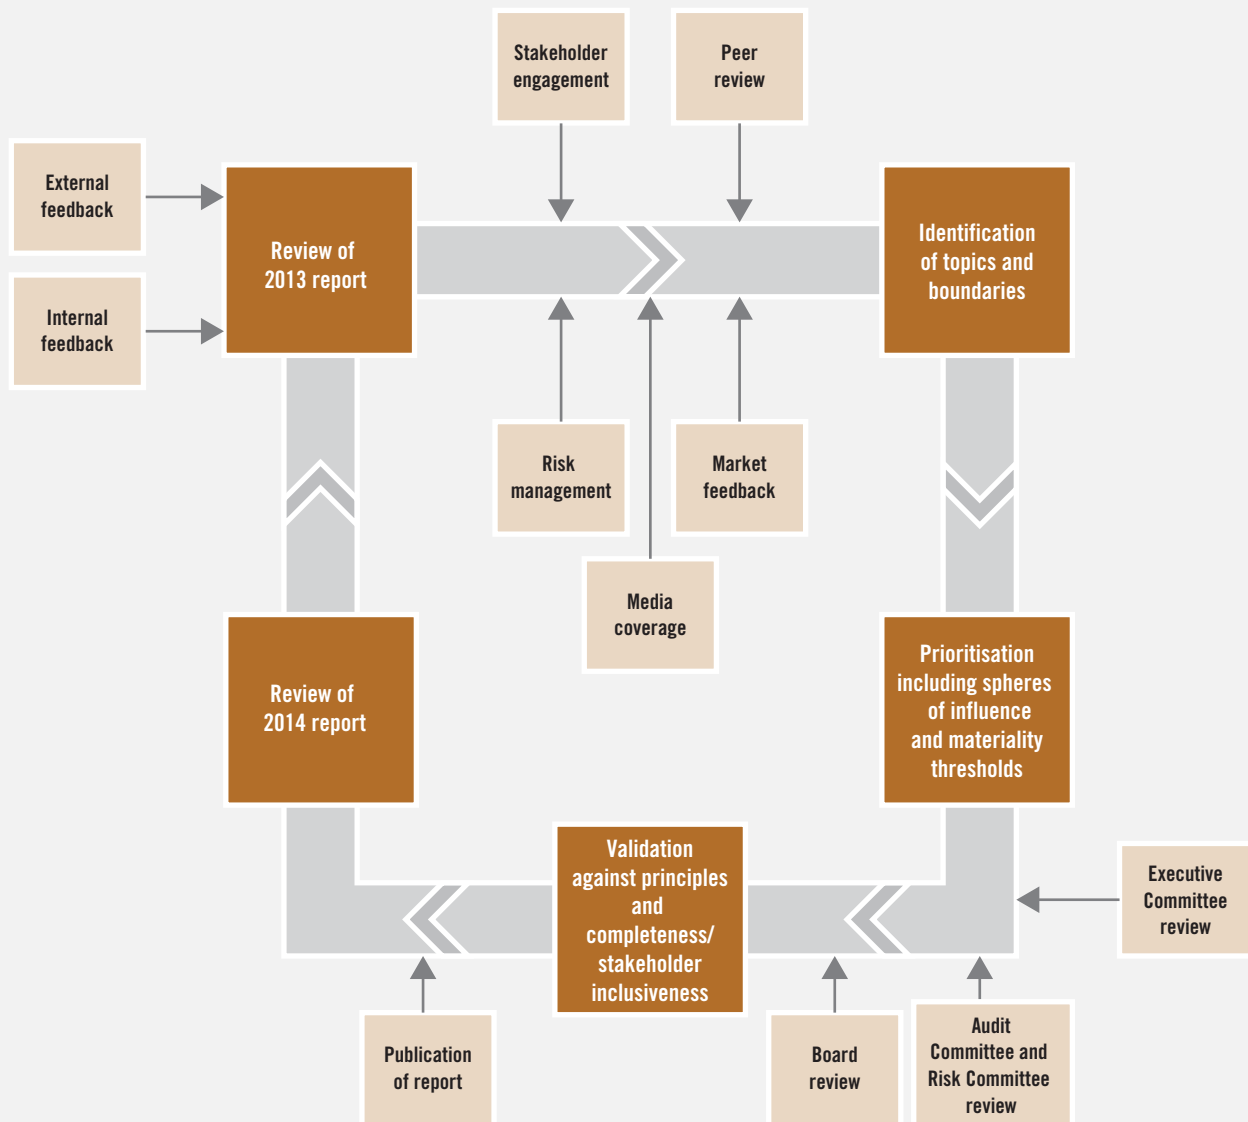 Stakeholder
engagement
Peer
review
External
feedback
Internal
feedback
Review of
2013 report
Identification
of topics and
boundaries
Risk
management
Market
feedback
Media
coverage
Review of
2014 report
Prioritisation
including spheres
of influence
and materiality
thresholds
Validation
against principles
and
completeness/
stakeholder
inclusiveness
Executive
Committee
review
Publication
of report
Board
review
Audit
Committee and
Risk Committee
review